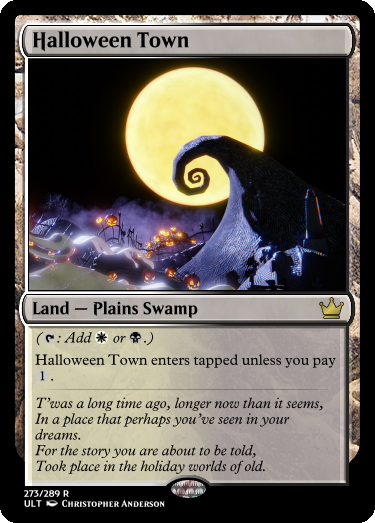 Halloween Town
Land — Plains Swamp
( : Add or .)
Halloween Town enters tapped unless you pay
1 .
T'was a long time ago, longer now than it seems,
In a place that perhaps you've seen in your
dreams.
For the story you are about to be told,
Took place in the holiday worlds of old.
273/289 R
ULT Christopher Anderson